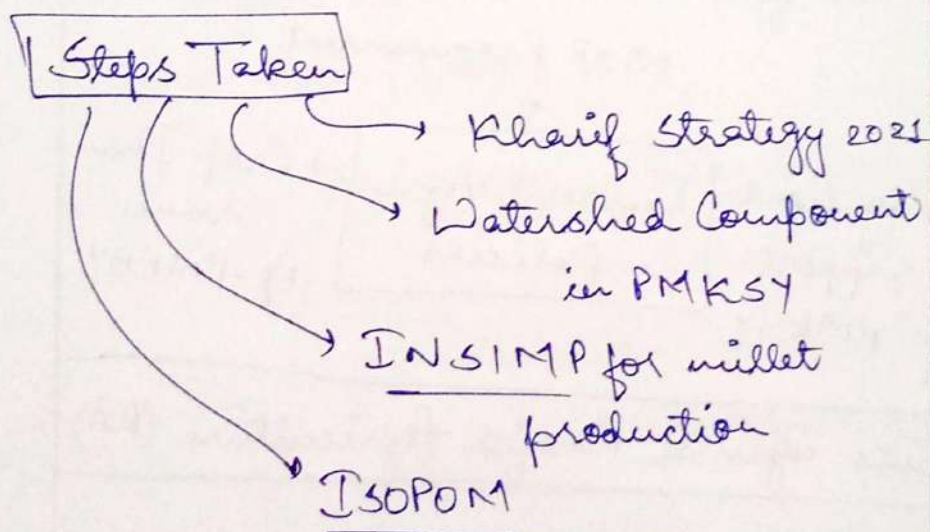 Steps Taken
Kharif Strategy 2021
Watershed Component
in PMKSY
INSIMP for millet
production
ISOPOM